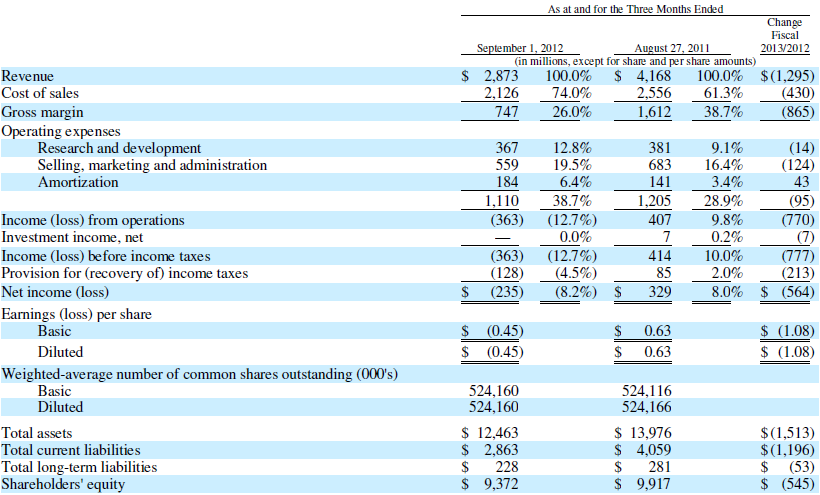 As at and for the Three Months Ended
Change
Fiscal
September 1, 2012 August 27, 2011 2013/2012
(in millions, except for share and per share amounts)
Revenue $ 2,873 100.0% $ 4,168 100.0% $(1,295)
Cost of sales 2,126 74.0% 2,556 61.3% (430)
Gross margin 747 26.0% 1,612 38.7% (865)
Operating expenses
Research and development 367 12.8% 381 9.1% (14)
Selling, marketing and administration 559 19.5% 683 16.4% (124)
Amortization 184 6.4% 141 3.4% 43
1,110 38.7% 1,205 28.9% (95)
Income (loss) from operations (363) (12.7%) 407 9.8% (770)
Investment income, net — 0.0% 7 0.2% (7)
Income (loss) before income taxes (363) (12.7%) 414 10.0% (777)
Provision for (recovery of) income taxes (128) (4.5%) 85 2.0% (213)
Net income (loss) $ (235) (8.2%) $ 329 8.0% $ (564)
Earnings (loss) per share
Basic $ (0.45) $ 0.63 $ (1.08)
Diluted $ (0.45) $ 0.63 $ (1.08)
Weighted-average number of common shares outstanding (000's)
Basic 524,160 524,116
Diluted 524,160 524,166
Total assets $ 12,463 $ 13,976 $(1,513)
Total current liabilities $ 2,863 $ 4,059 $(1,196)
Total long-term liabilities $ 228 $ 281 $ (53)
Shareholders' equity $ 9,372 $ 9,917 $ (545)